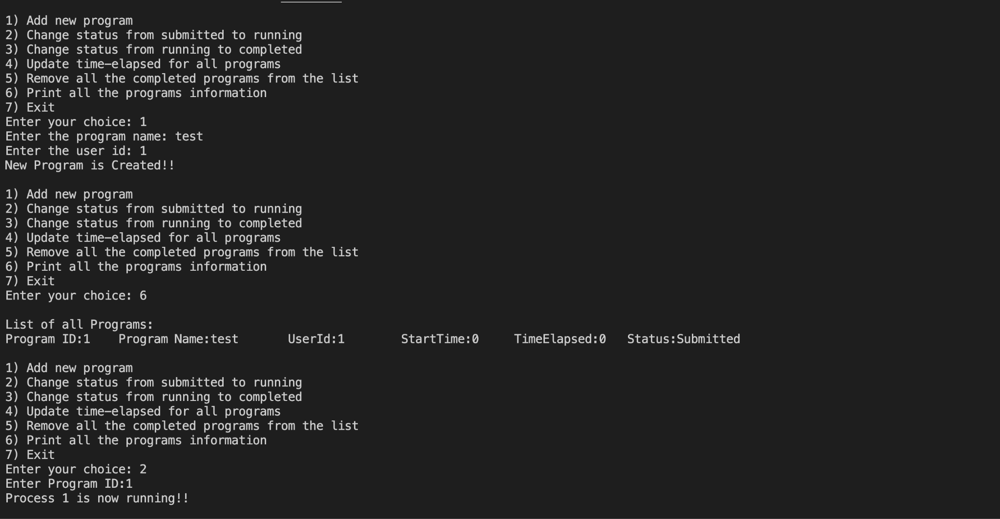 1) Add new program
2) Change status from submitted to running
3) Change status from running to completed
4) Update time-elapsed for all programs
5) Remove all the completed programs from the list
6) Print all the programs information
7) Exit
Enter your choice: 1
Enter the program name: test
Enter the user id: 1
New Program is Created!!
1) Add new program
2) Change status from submitted to running
3) Change status from running to completed
4) Update time-elapsed for all programs
5) Remove all the completed programs from the list
6) Print all the programs information
7) Exit
Enter your choice: 6
List of all Programs:
Program ID:1    Program Name:test       UserId:1        StartTime:0     TimeElapsed:0   Status:Submitted
1) Add new program
2) Change status from submitted to running
3) Change status from running to completed
4) Update time-elapsed for all programs
5) Remove all the completed programs from the list
6) Print all the programs information
7) Exit
Enter your choice: 2
Enter Program ID:1
Process 1 is now running!!